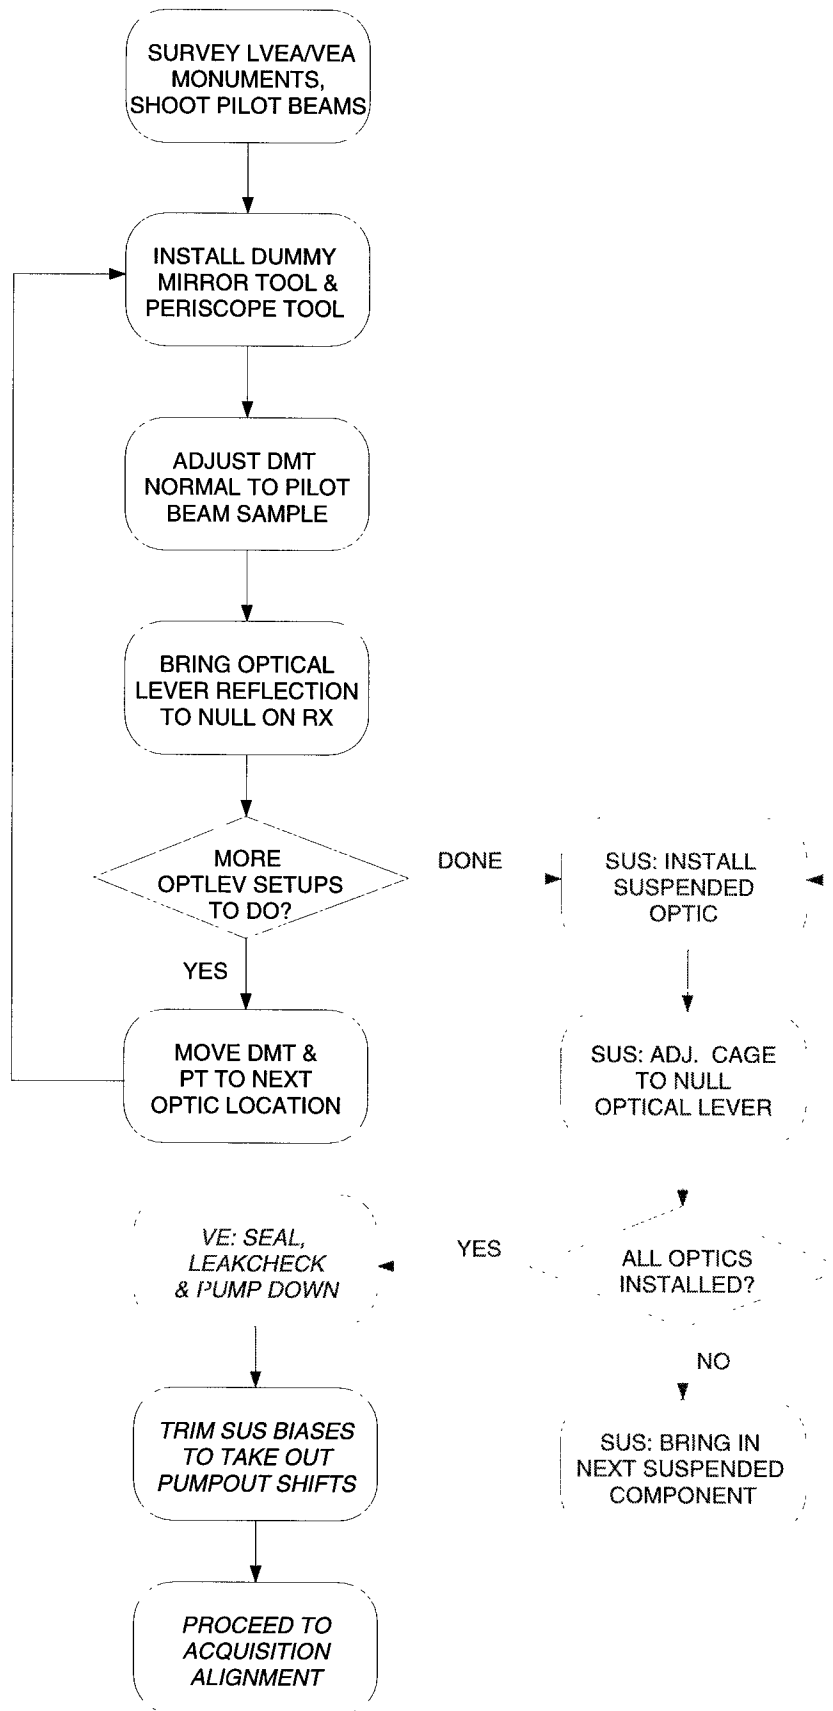 SURVEY LVEA/VEA
MONUMENTS,
SHOOT PILOT BEAMS
INSTALL DUMMY
MIRROR TOOL &
PERISCOPE TOOL
ADJUST DMT
NORMAL TO PILOT
BEAM SAMPLE
BRING OPTICAL
LEVER REFLECTION
TO NULL ON RX
MORE
OPTLEV SETUPS
TO DO?
DONE
YES
MOVE DMT &
PT TO NEXT
OPTIC LOCATION
SUS: INSTALL
SUSPENDED
OPTIC
SUS: ADJ. CAGE
TO NULL
OPTICAL LEVER
ALL OPTICS
INSTALLED?
YES
NO
SUS: BRING IN
NEXT SUSPENDED
COMPONENT
VE: SEAL,
LEAKCHECK
& PUMP DOWN
TRIM SUS BIASES
TO TAKE OUT
PUMPOUT SHIFTS
PROCEED TO
ACQUISITION
ALIGNMENT